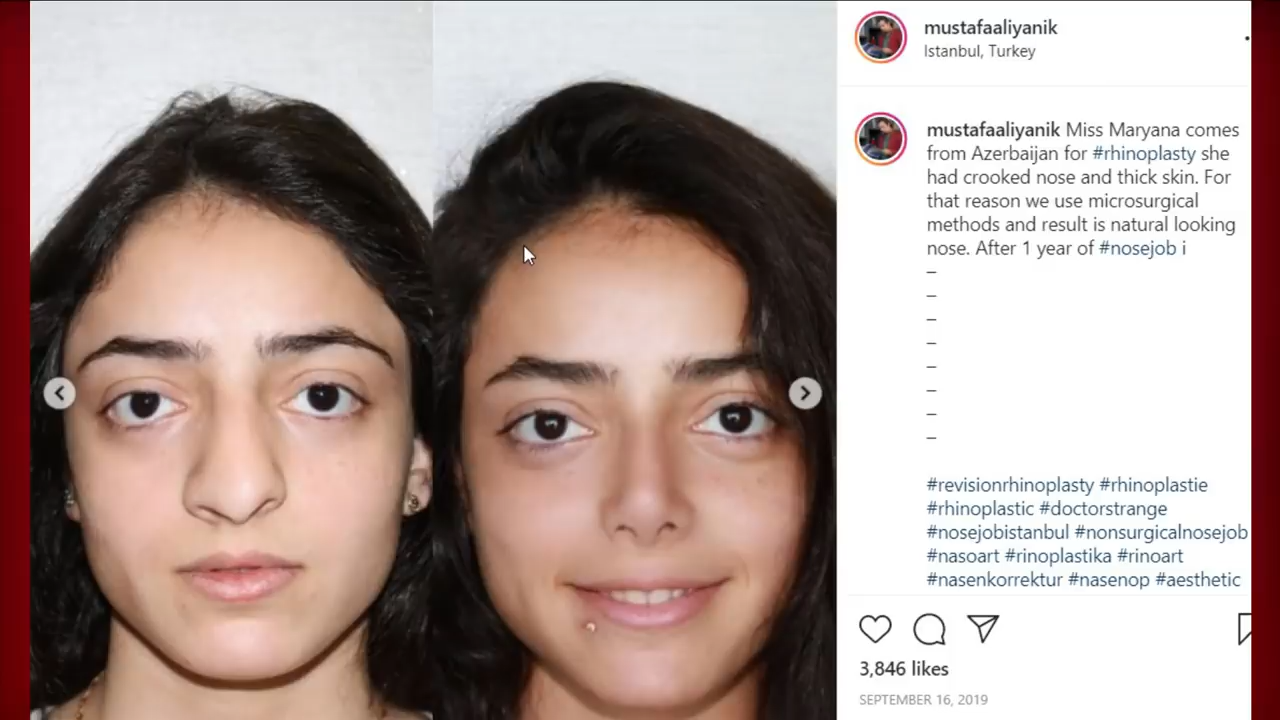 mustafaaliyanik
Istanbul, Turkey
mustafaaliyanik Miss Maryana comes
from Azerbaijan for #rhinoplasty she
had crooked nose and thick skin. For
that reason we use microsurgical
methods and result is natural looking
nose. After 1 year of #nosejob i
–
–
–
–
–
–
–
–
#revisionrhinoplasty #rhinoplastie
#rhinoplastic #doctorstrange
#nosejobistanbul #nonsurgicalnosejob
#nasoart #rinoplastika #rinoart
#nasenkorrektur #nasenop #aesthetic
3,846 likes
SEPTEMBER 16, 2019